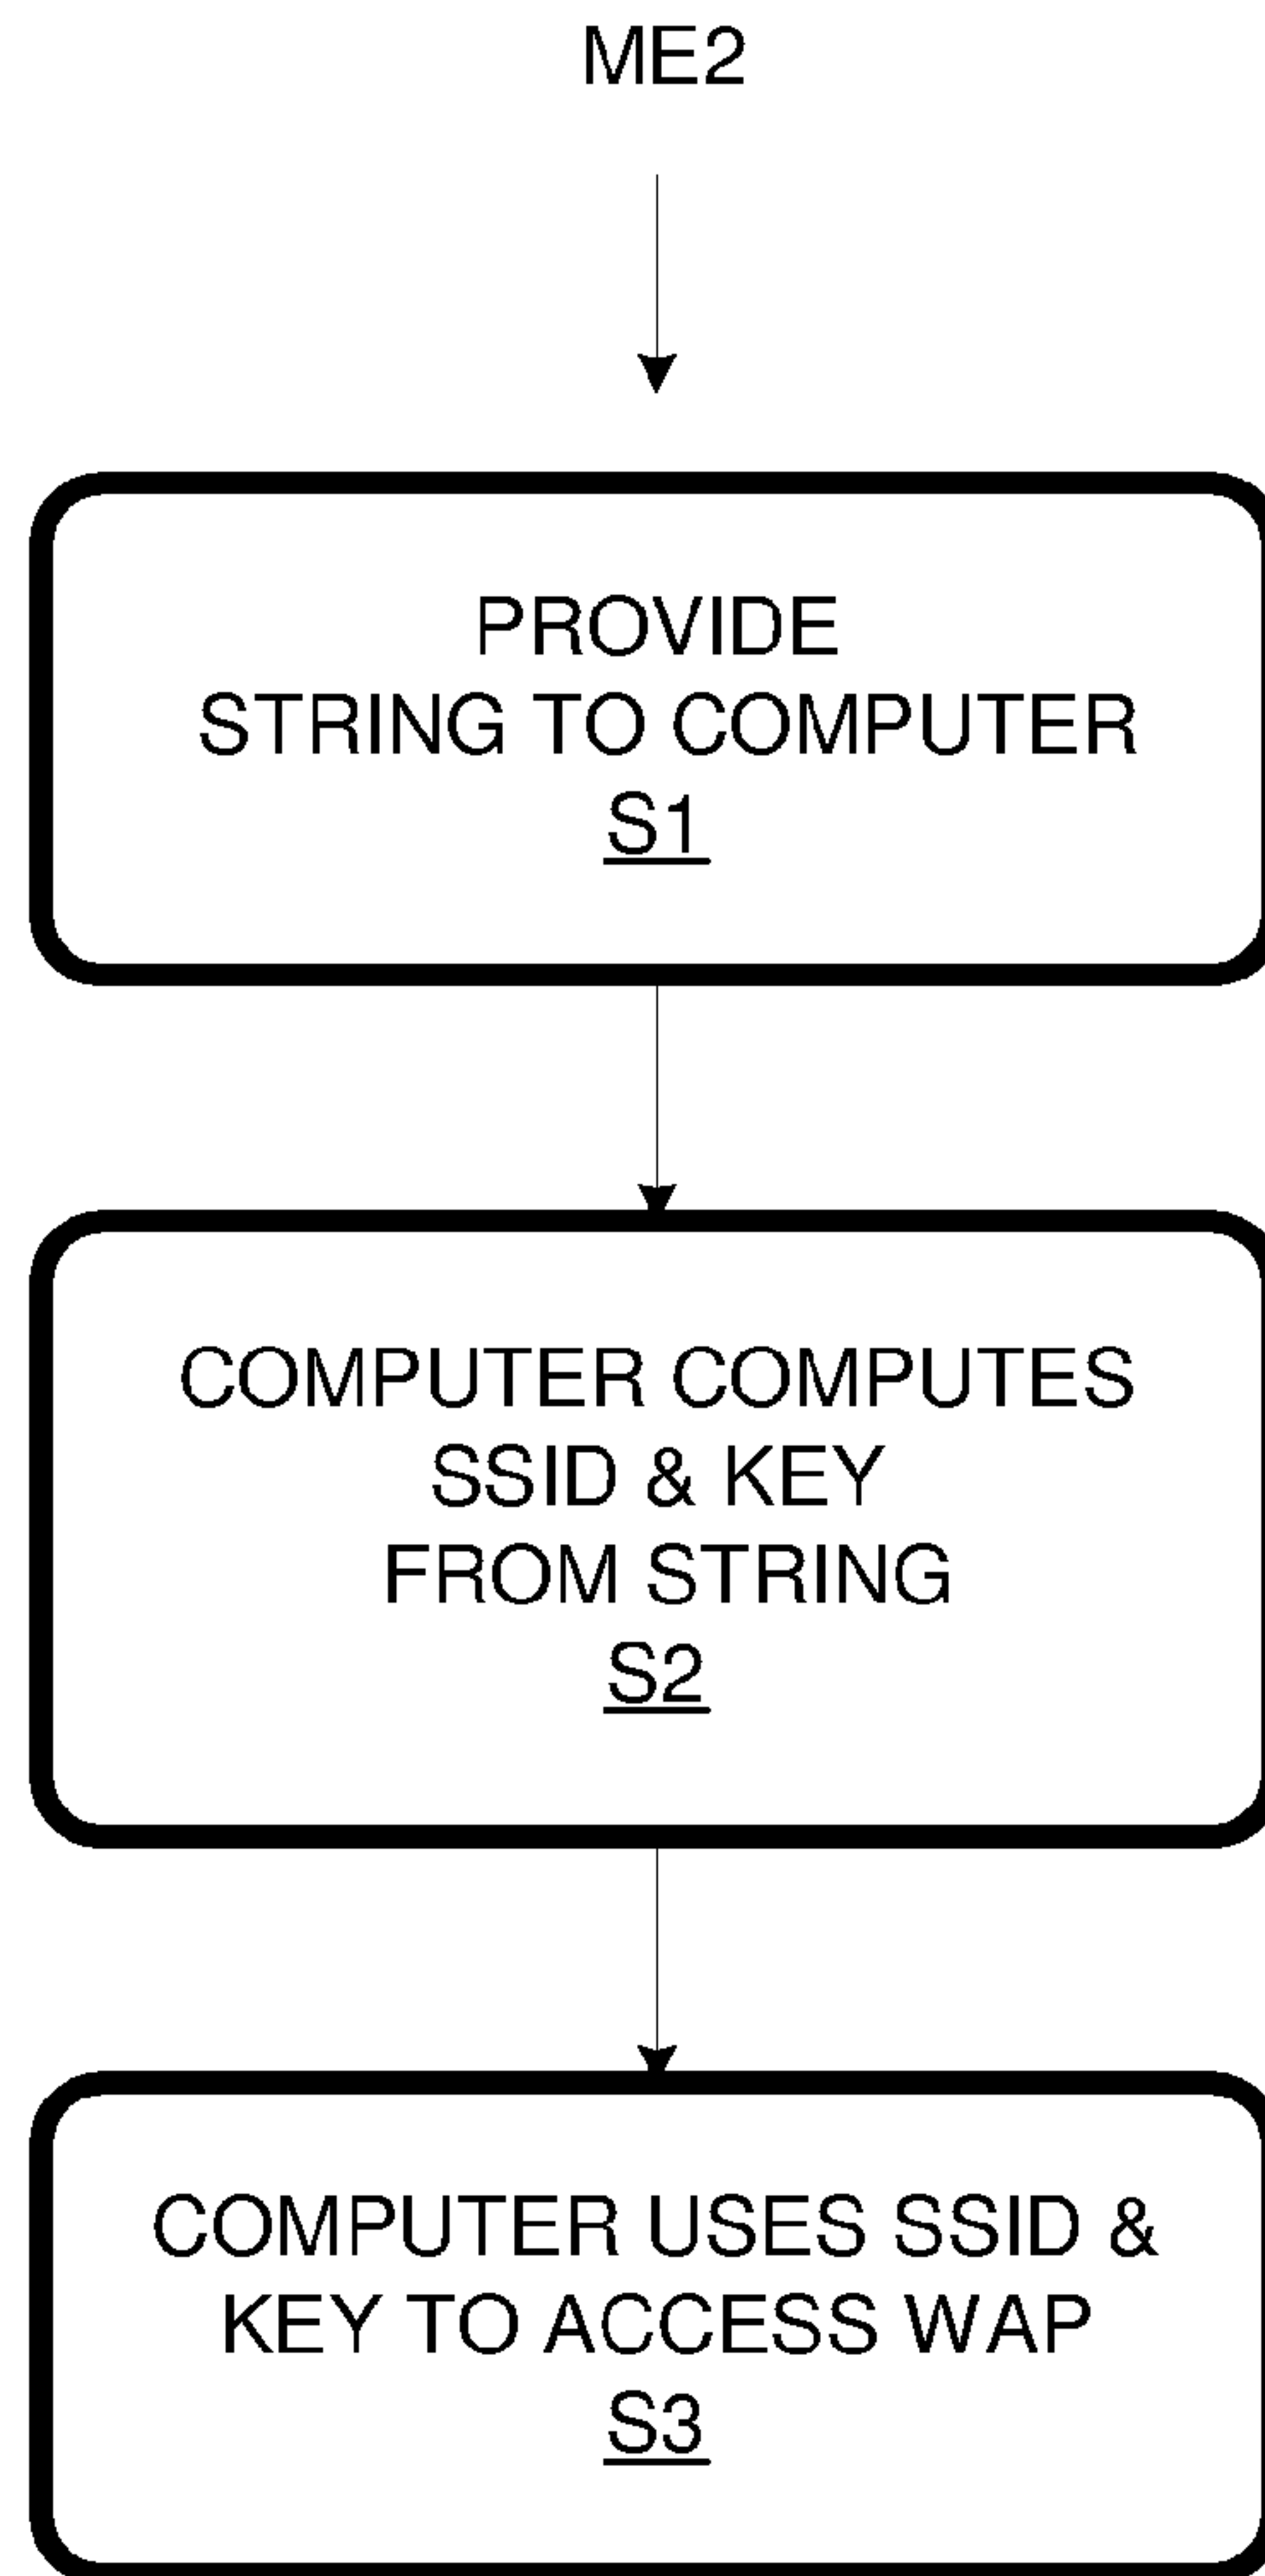 ME2
PROVIDE
STRING TO COMPUTER
S1
COMPUTER COMPUTES
SSID & KEY
FROM STRING
S2
COMPUTER USES SSID &
KEY TO ACCESS WAP
S3